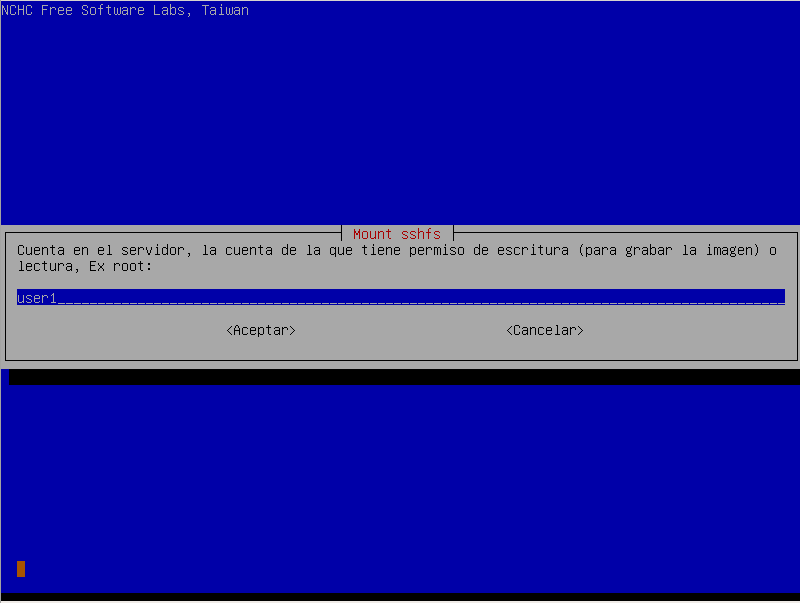 NCHC Free Software Labs, Taiwan
Mount sshfs
Cuenta en el servidor, la cuenta de la que tiene permiso de escritura (para grabar la imagen) o
lectura, Ex root:
user1
<Aceptar> <Cancelar>